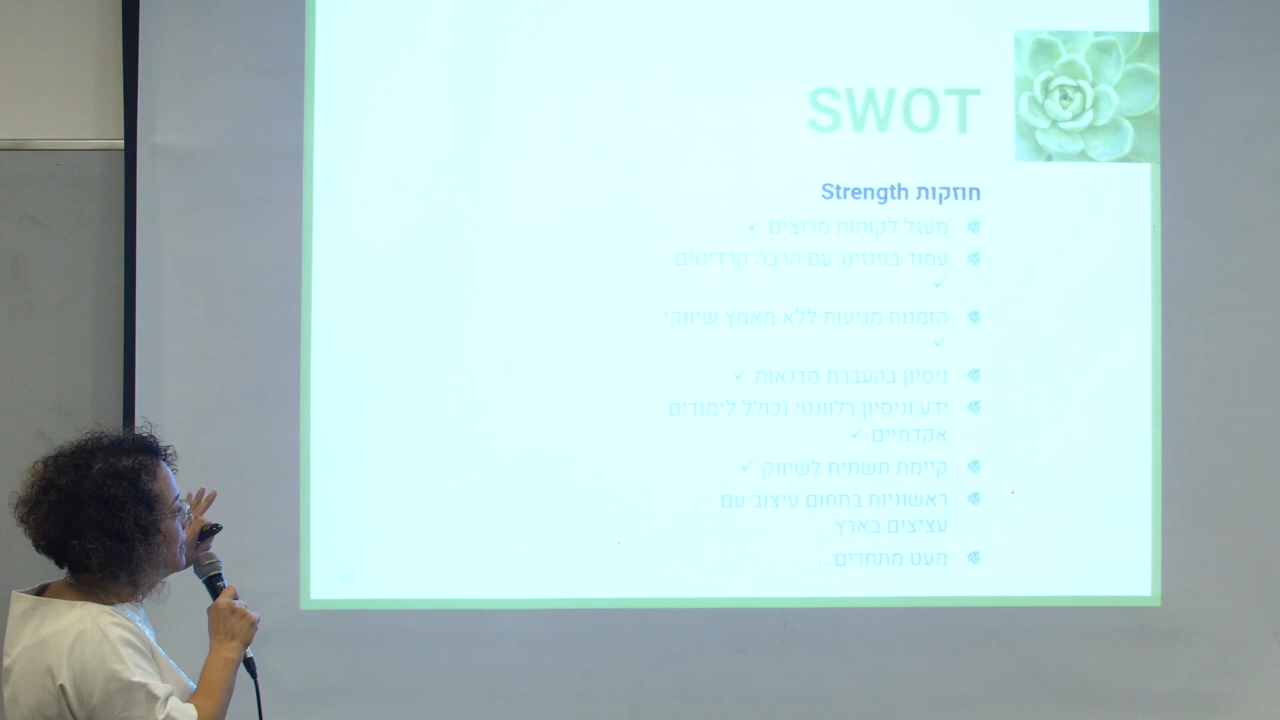 SWOT
חוזקות Strength
מעגל לקוחות מרוצים ✓
עמוד בפנזינג עם הרבה קרדיטים
✓
הזמנות מגיעות ללא מאמץ שיווקי
✓
ניסיון בהעברת סדנאות ✓
ידע וניסיון רלוונטי (כולל לימודים
אקדמיים ✓
קיימת תשתית לשיווק ✓
ראשוניות בתחום עיצוב עם
עציצים בארץ
מעט מתחרים...